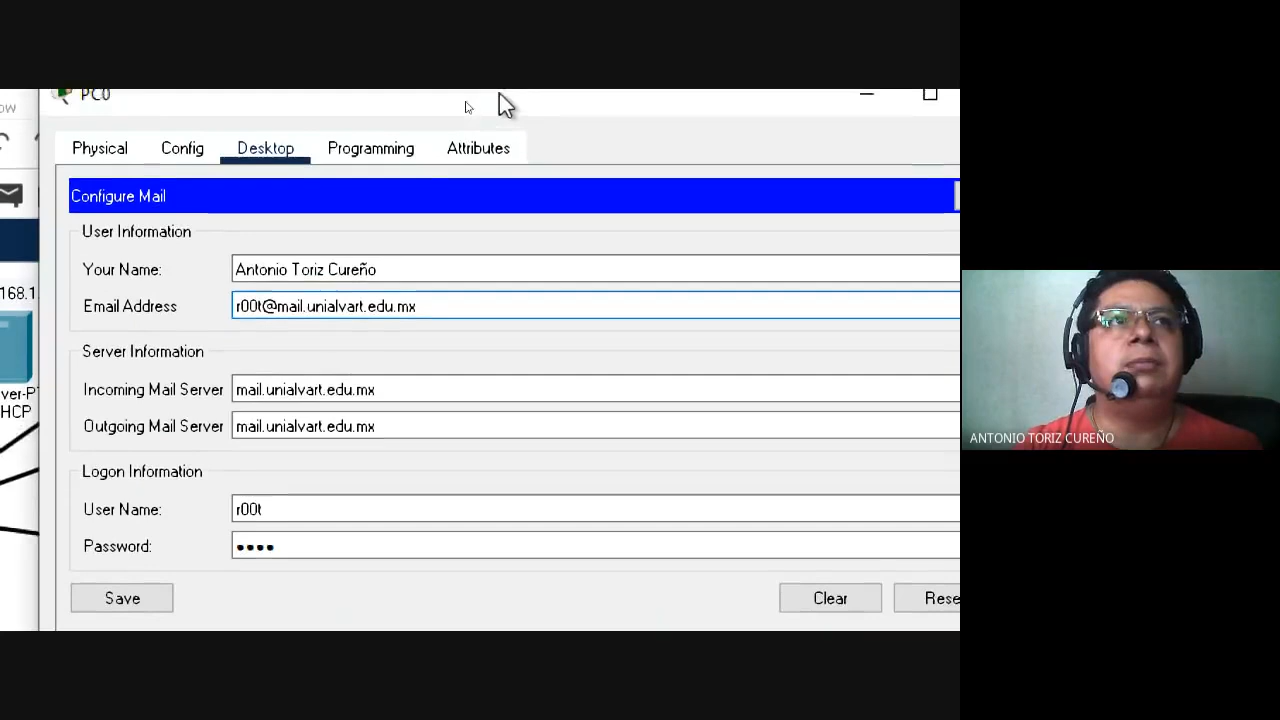 PC0
Physical Config Desktop Programming Attributes
Configure Mail
User Information
Your Name: Antonio Toriz Cureño
Email Address r00t@mail.unialvart.edu.mx
168.1
Server Information
Incoming Mail Server mail.unialvart.edu.mx
Outgoing Mail Server mail.unialvart.edu.mx
HCP
ANTONIO TORIZ CUREÑO
Logon Information
User Name: r00t
Password: ••••
Save Clear Rese